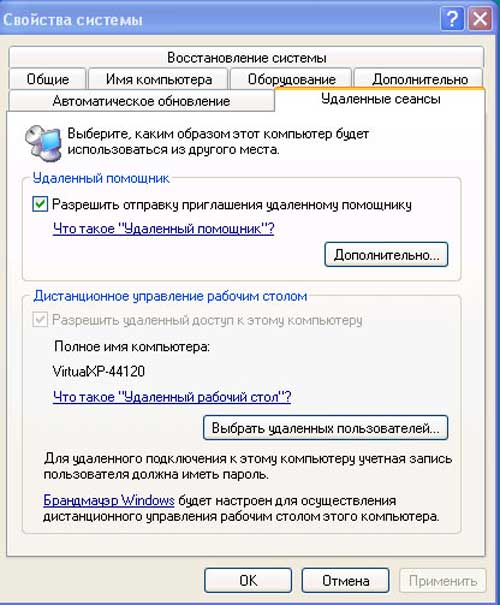 Свойства системы
Восстановление системы
Общие Имя компьютера Оборудование Дополнительно
Автоматическое обновление Удаленные сеансы
Выберите, каким образом этот компьютер будет
использоваться из другого места.
Удаленный помощник
Разрешить отправку приглашения удаленному помощнику
Что такое "Удаленный помощник"?
Дополнительно...
Дистанционное управление рабочим столом
Разрешить удаленный доступ к этому компьютеру
Полное имя компьютера:
VirtualXP-44120
Что такое "Удаленный рабочий стол"?
Выбрать удаленных пользователей...
Для удаленного подключения к этому компьютеру учетная запись
пользователя должна иметь пароль.
Брандмауэр Windows будет настроен для осуществления
дистанционного управления рабочим столом этого компьютера.
ОК Отмена Применить